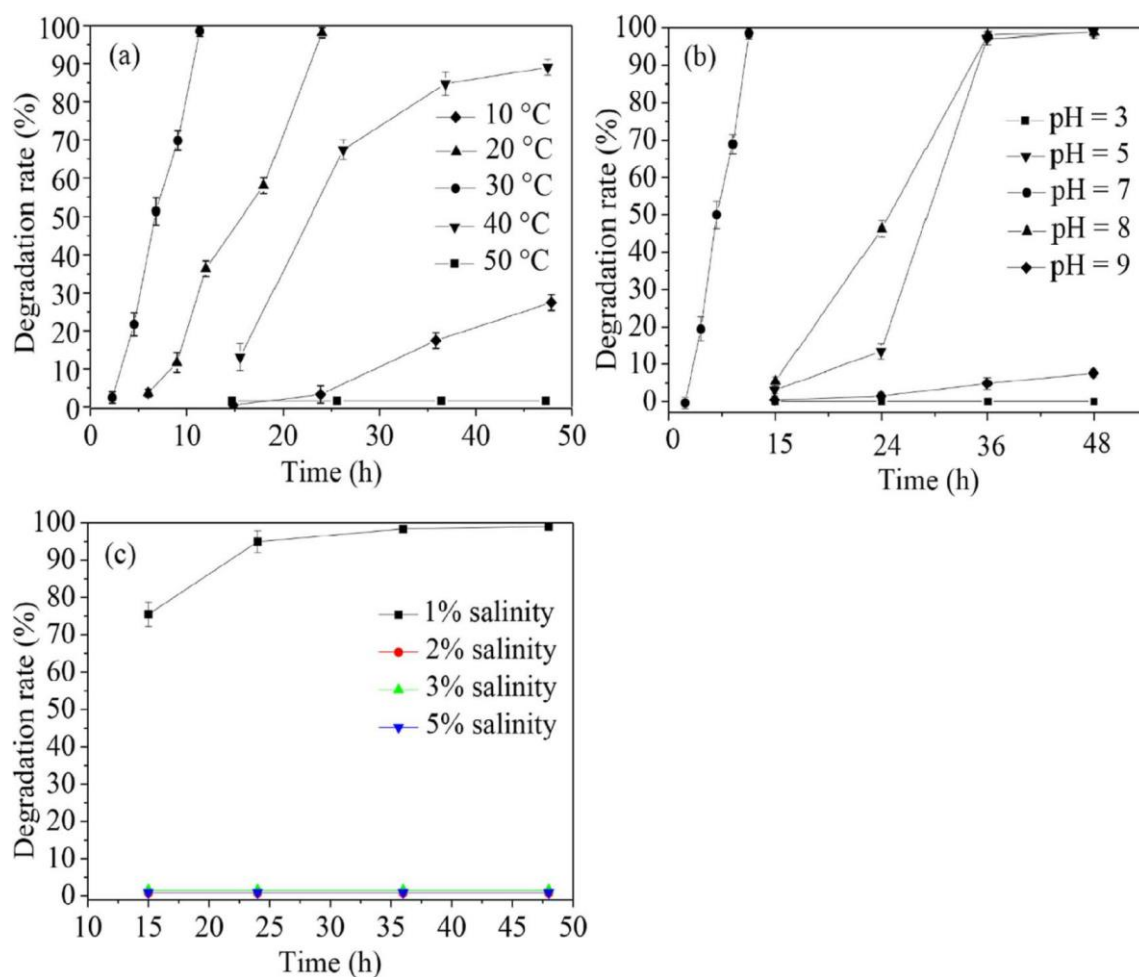 (a)
Degradation rate (%)
100
90
80
70
60
50
40
30
20
10
0
10 °C
20 °C
30 °C
40 °C
50 °C
0 10 20 30 40 50
Time (h)
(b)
Degradation rate (%)
100
90
80
70
60
50
40
30
20
10
0
pH = 3
pH = 5
pH = 7
pH = 8
pH = 9
0 15 24 36 48
Time (h)
(c)
Degradation rate (%)
100
90
80
70
60
50
40
30
20
10
0
1% salinity
2% salinity
3% salinity
5% salinity
10 15 20 25 30 35 40 45 50
Time (h)